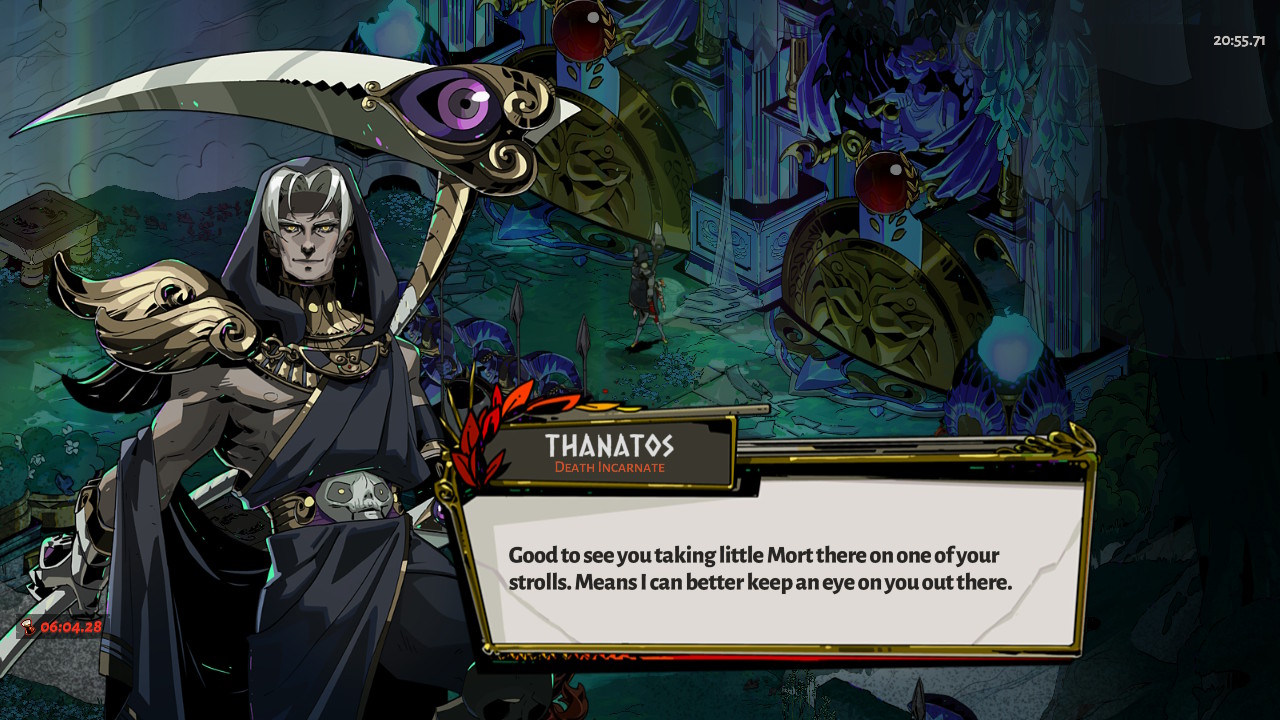 20:55.71
THANATOS
DEATH INCARNATE
Good to see you taking little Mort there on one of your
strolls. Means I can better keep an eye on you out there.
06:04.28